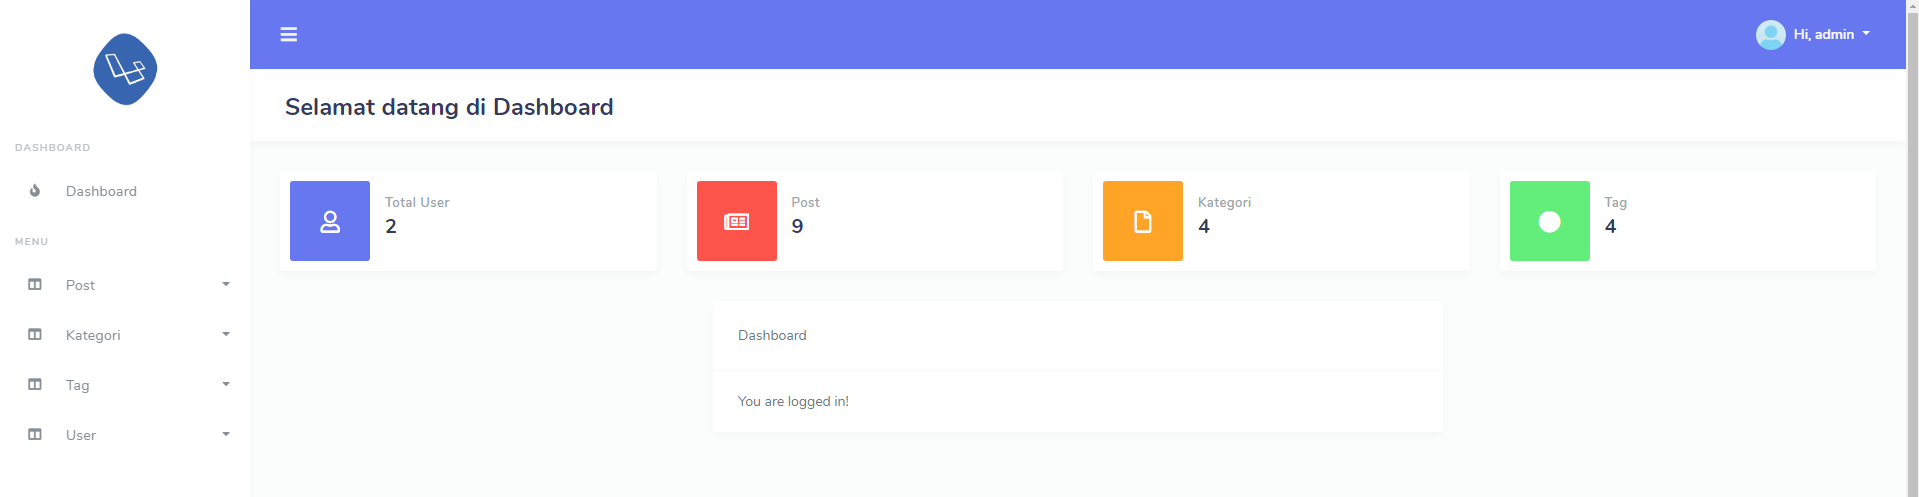 Hi, admin
DASHBOARD
Dashboard
MENU
Post
Kategori
Tag
User
Selamat datang di Dashboard
Total User
2
Post
9
Kategori
4
Tag
4
Dashboard
You are logged in!